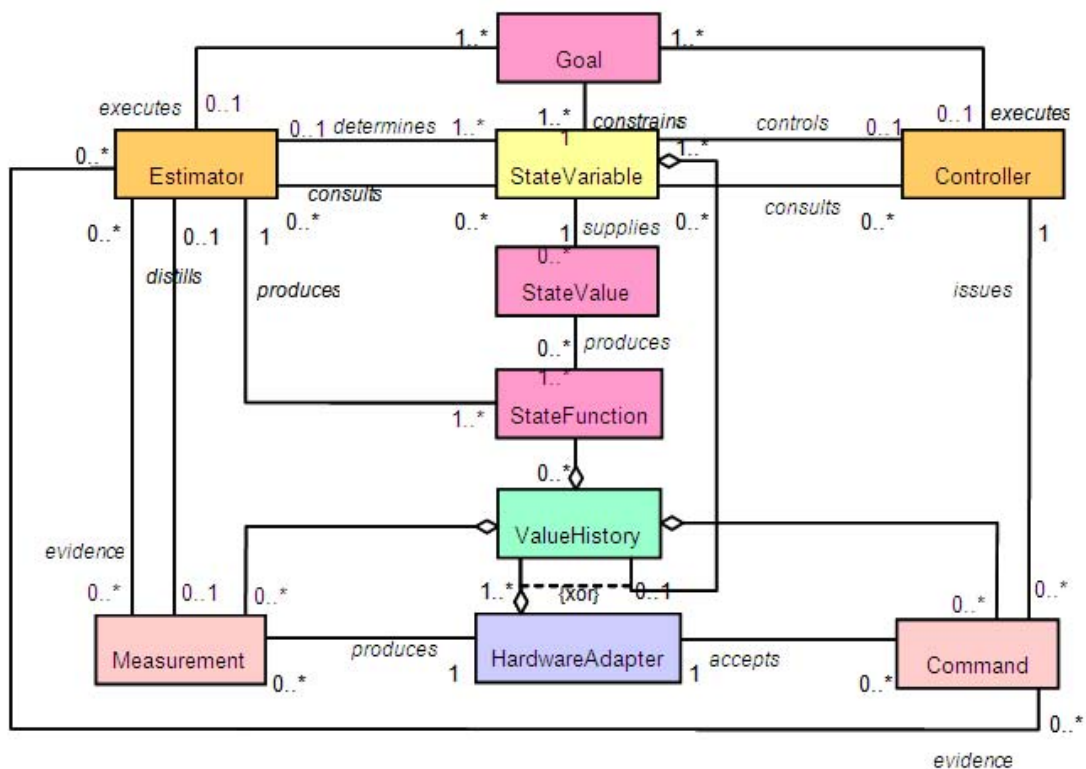 1..* 1..*
Goal
executes 0..1 1..* constrains 0..1 executes
0..1 determines 1..* controls 0..1
0..* 1 1..*
Estimator StateVariable Controller
consults consults
0..* 0..1 1 0..* 0..* 1 supplies 0..* 0..* 1
distills 0..*
produces StateValue issues
0..* produces
1..*
1..* StateFunction
0..*
ValueHistory
evidence
0..* 0..1 0..* 1..* {xor} 0..1 0..* 0..*
Measurement produces HardwareAdapter accepts Command
0..* 1 1 0..*
0..*
evidence